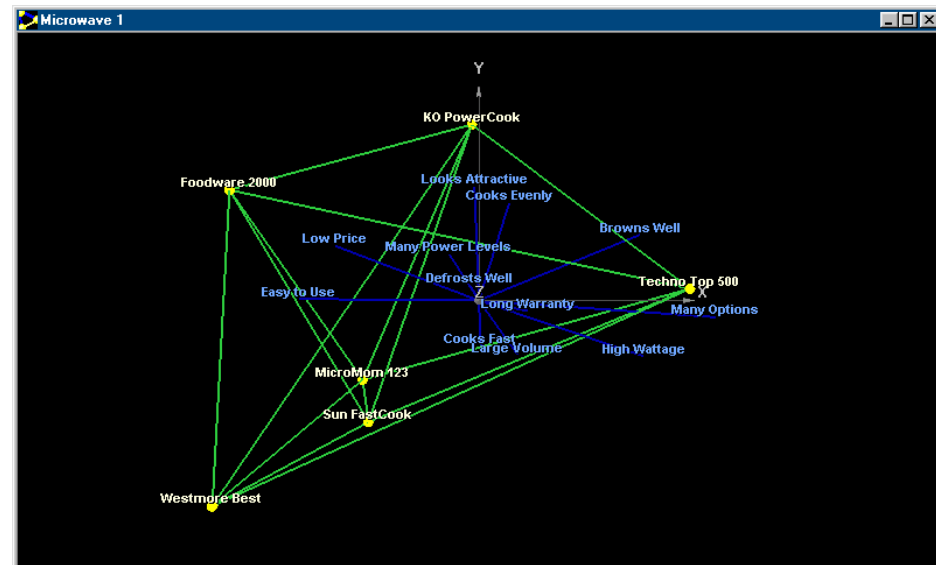 Microwave 1
Y
KO PowerCook
Looks Attractive
Foodware 2000
Cooks Evenly
Browns Well
Low Price
Many Power Levels
Defrosts Well
Techno Top 500
Easy to Use
Z
X
Long Warranty
Many Options
Cooks Fast
Large Volume
High Wattage
MicroMom 123
Sun FastCook
Westmore Best